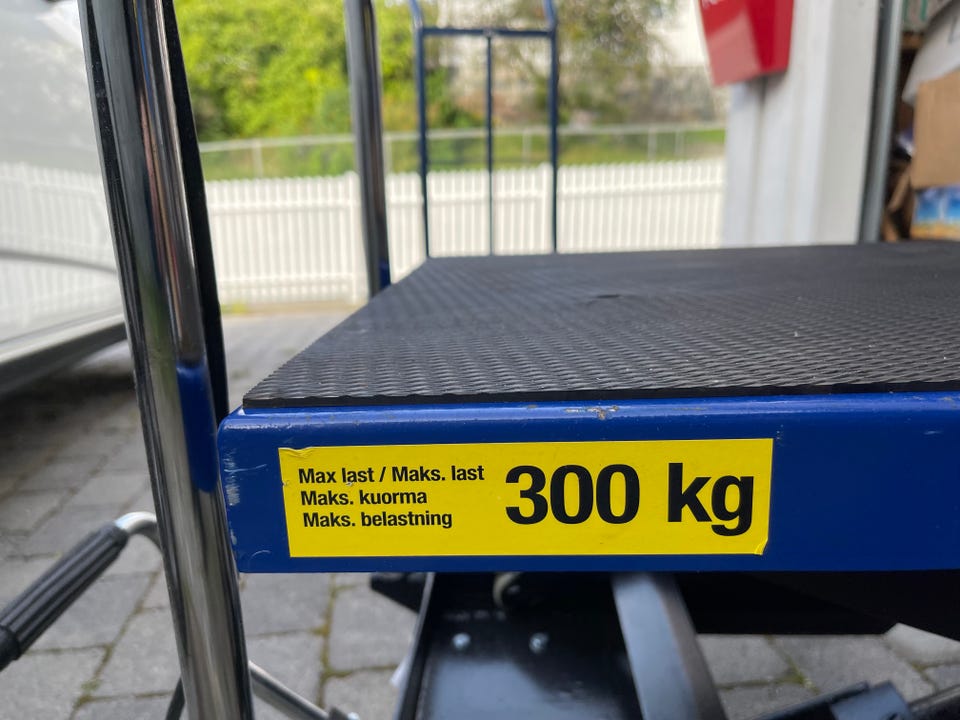 Max last / Maks. last
Maks. kuorma
Maks. belastning
300 kg